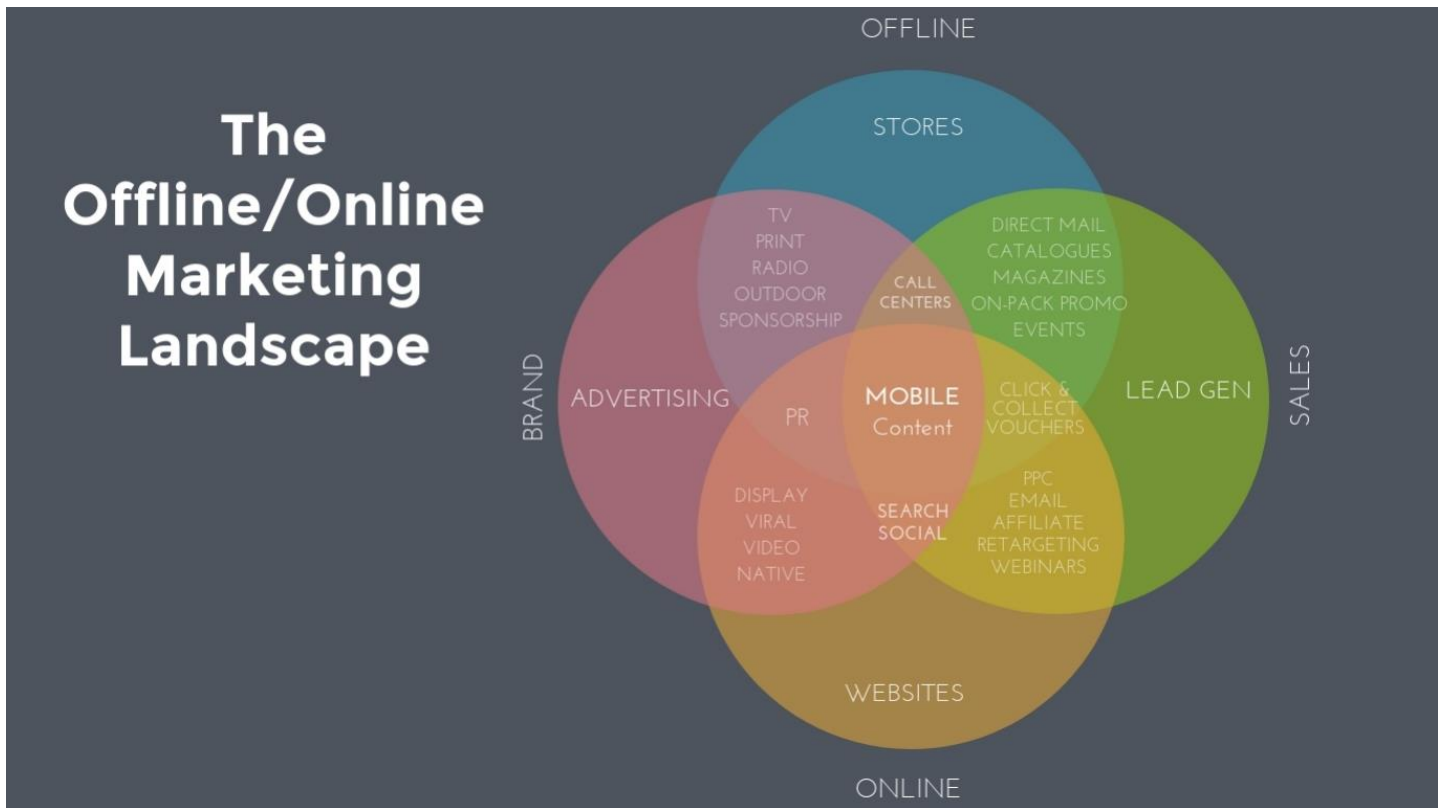 The
Offline/Online
Marketing
Landscape
OFFLINE
STORES
TV
PRINT
RADIO
OUTDOOR
SPONSORSHIP
CALL
CENTERS
DIRECT MAIL
CATALOGUES
MAGAZINES
ON-PACK PROMO
EVENTS
BRAND
ADVERTISING
PR
MOBILE
Content
CLICK &
COLLECT
VOUCHERS
LEAD GEN
SALES
DISPLAY
VIRAL
VIDEO
NATIVE
SEARCH
SOCIAL
PPC
EMAIL
AFFILIATE
RETARGETING
WEBINARS
WEBSITES
ONLINE